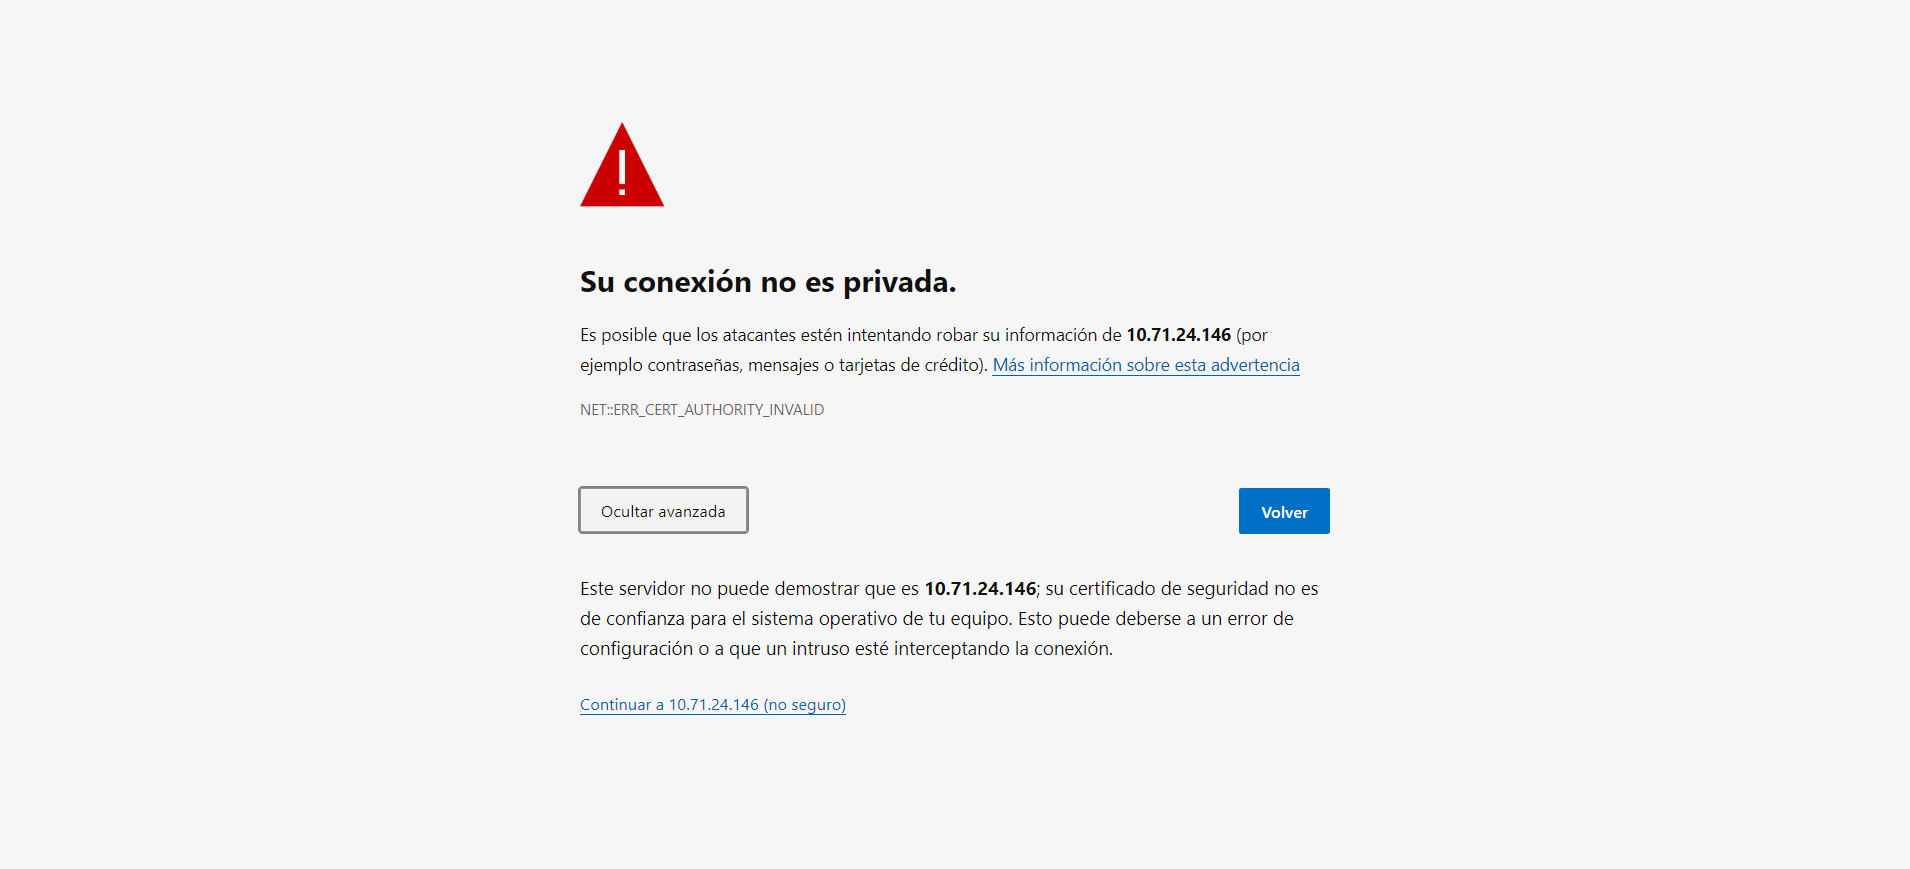 Su conexión no es privada.
Es posible que los atacantes estén intentando robar su información de 10.71.24.146 (por
ejemplo contraseñas, mensajes o tarjetas de crédito). Más información sobre esta advertencia
NET::ERR_CERT_AUTHORITY_INVALID
Ocultar avanzada
Volver
Este servidor no puede demostrar que es 10.71.24.146; su certificado de seguridad no es
de confianza para el sistema operativo de tu equipo. Esto puede deberse a un error de
configuración o a que un intruso esté interceptando la conexión.
Continuar a 10.71.24.146 (no seguro)